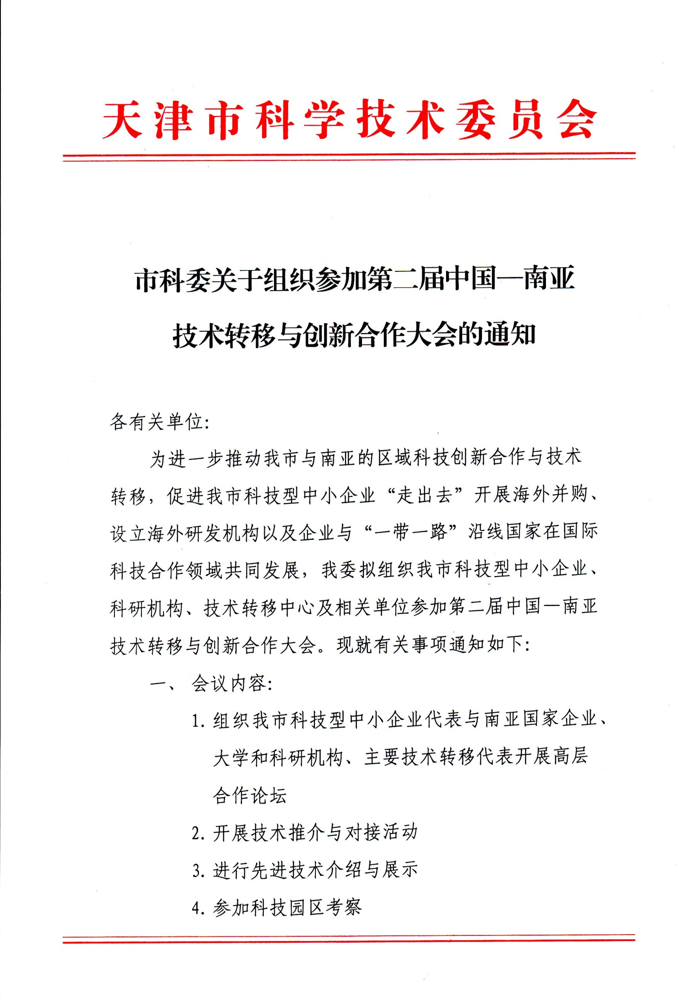 天津市科学技术委员会
市科委关于组织参加第二届中国—南亚
技术转移与创新合作大会的通知
各有关单位：
为进一步推动我市与南亚的区域科技创新合作与技术
转移，促进我市科技型中小企业“走出去”开展海外并购、
设立海外研发机构以及企业与“一带一路”沿线国家在国际
科技合作领域共同发展，我委拟组织我市科技型中小企业、
科研机构、技术转移中心及相关单位参加第二届中国—南亚
技术转移与创新合作大会。现就有关事项通知如下：
一、 会议内容：
1. 组织我市科技型中小企业代表与南亚国家企业、
大学和科研机构、主要技术转移代表开展高层
合作论坛
2. 开展技术推介与对接活动
3. 进行先进技术介绍与展示
4. 参加科技园区考察